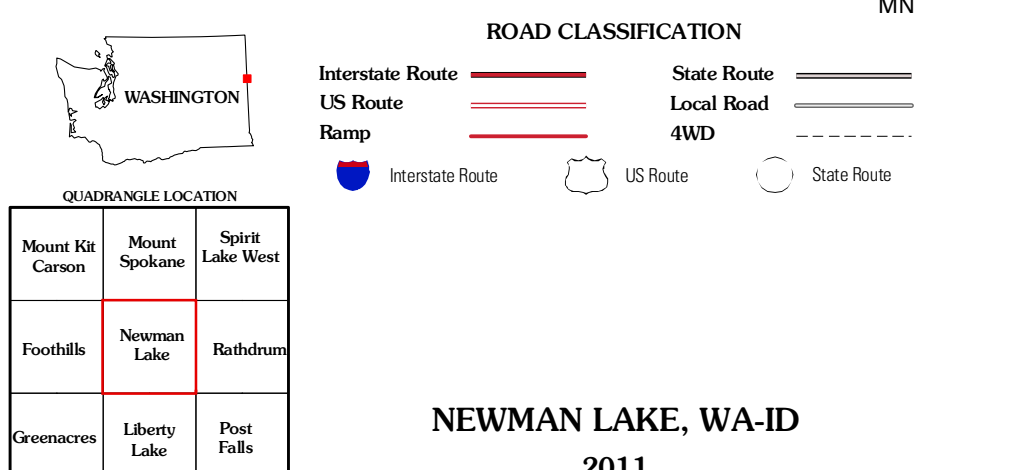 MN
ROAD CLASSIFICATION
Interstate Route
State Route
US Route
Local Road
Ramp
4WD
Interstate Route
US Route
State Route
WASHINGTON
QUADRANGLE LOCATION
Mount Kit
Carson
Mount
Spokane
Spirit
Lake West
Foothills
Newman
Lake
Rathdrum
Greenacres
Liberty
Lake
Post
Falls
NEWMAN LAKE, WA-ID
2011